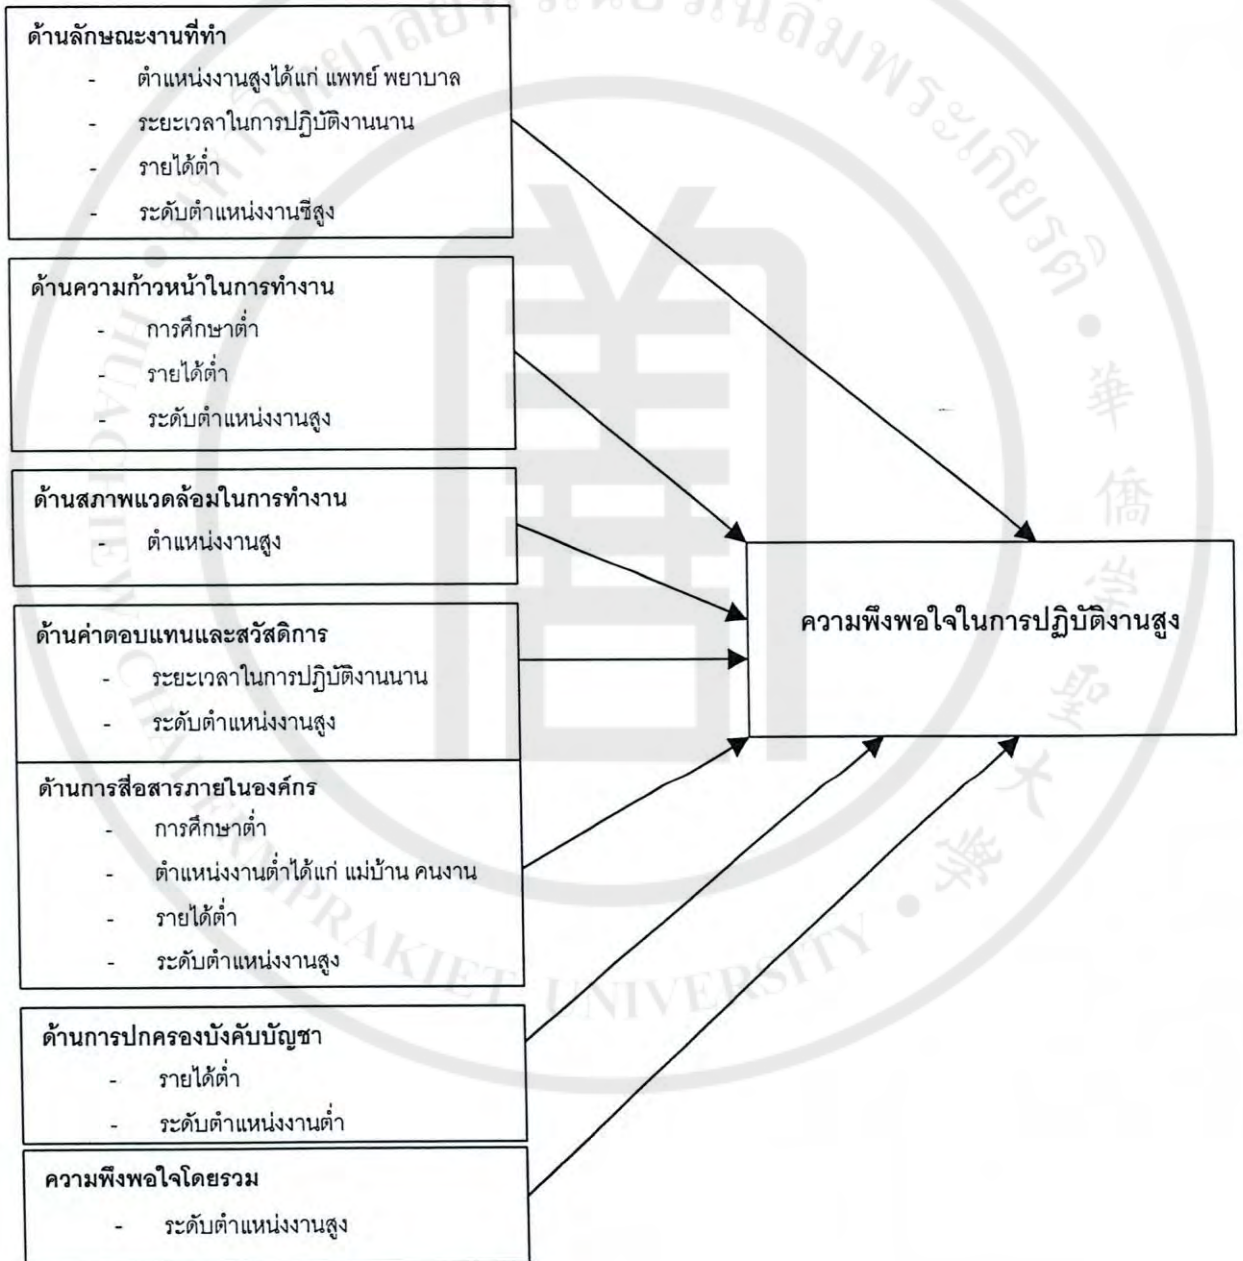 ด้านลักษณะงานที่ทำ
- ตำแหน่งงานสูงได้แก่ แพทย์ พยาบาล
- ระยะเวลาในการปฏิบัติงานนาน
- รายได้ต่ำ
- ระดับตำแหน่งงานซีสูง
ด้านความก้าวหน้าในการทำงาน
- การศึกษาต่ำ
- รายได้ต่ำ
- ระดับตำแหน่งงานสูง
ด้านสภาพแวดล้อมในการทำงาน
- ตำแหน่งงานสูง
ด้านค่าตอบแทนและสวัสดิการ
- ระยะเวลาในการปฏิบัติงานนาน
- ระดับตำแหน่งงานสูง
ด้านการสื่อสารภายในองค์กร
- การศึกษาต่ำ
- ตำแหน่งงานต่ำได้แก่ แม่บ้าน คนงาน
- รายได้ต่ำ
- ระดับตำแหน่งงานสูง
ด้านการปกครองบังคับบัญชา
- รายได้ต่ำ
- ระดับตำแหน่งงานต่ำ
ความพึงพอใจโดยรวม
- ระดับตำแหน่งงานสูง
ความพึงพอใจในการปฏิบัติงานสูง
HUACHIEW CHALERMPRAKIET UNIVERSITY
華僑崇聖大學